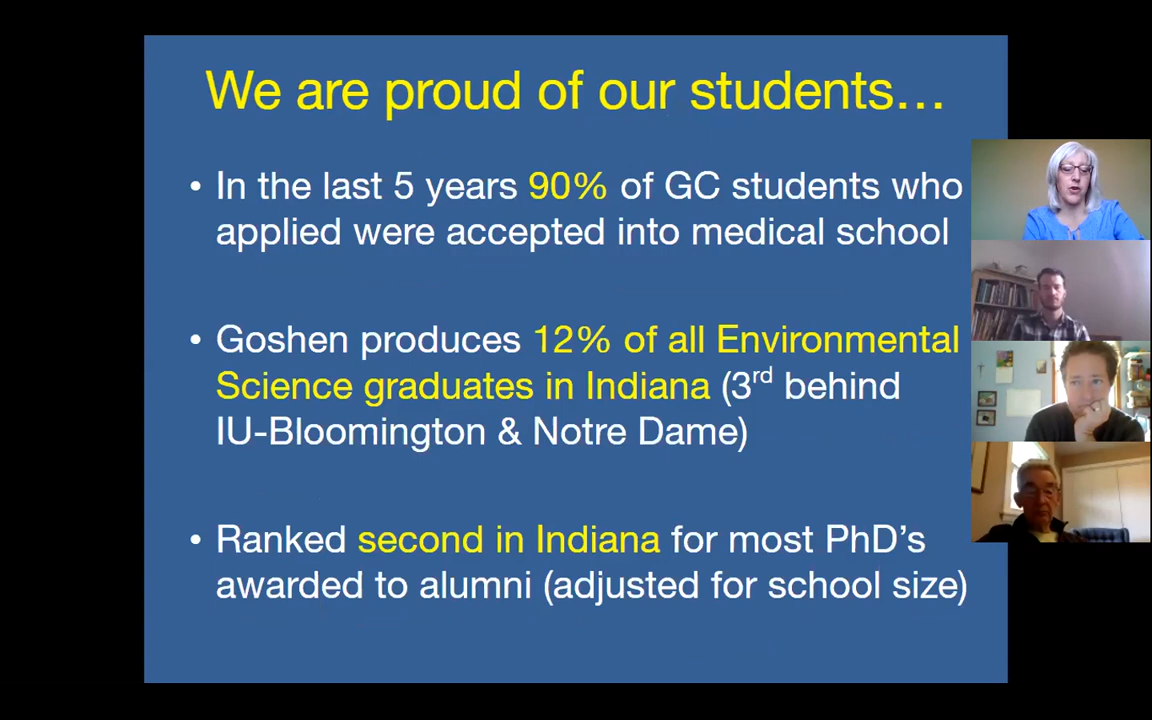 We are proud of our students…
• In the last 5 years 90% of GC students who
applied were accepted into medical school
• Goshen produces 12% of all Environmental
Science graduates in Indiana (3rd behind
IU-Bloomington & Notre Dame)
• Ranked second in Indiana for most PhD’s
awarded to alumni (adjusted for school size)